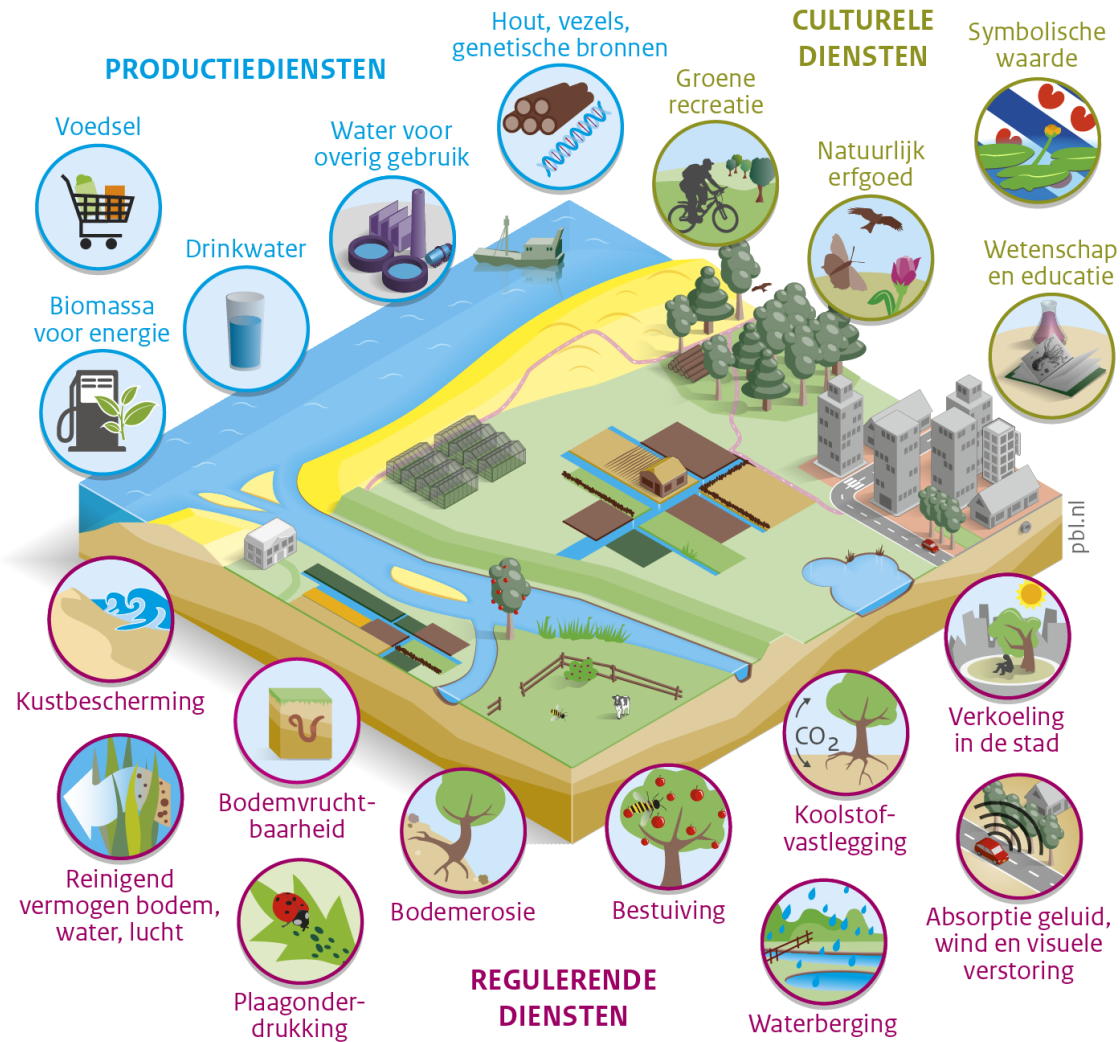 PRODUCTIEDIENSTEN
Voedsel
Biomassa
voor energie
Drinkwater
Water voor
overig gebruik
Hout, vezels,
genetische bronnen
CULTURELE
DIENSTEN
Groene
recreatie
Natuurlijk
erfgoed
Symbolische
waarde
Wetenschap
en educatie
pbl.nl
Kustbescherming
Reinigend
vermogen bodem,
water, lucht
Bodemvrucht-
baarheid
Plaagonder-
drukking
Bodemerosie
REGULERENDE
DIENSTEN
Bestuiving
CO2
Koolstof-
vastlegging
Waterberging
Verkoeling
in de stad
Absorptie geluid,
wind en visuele
verstoring